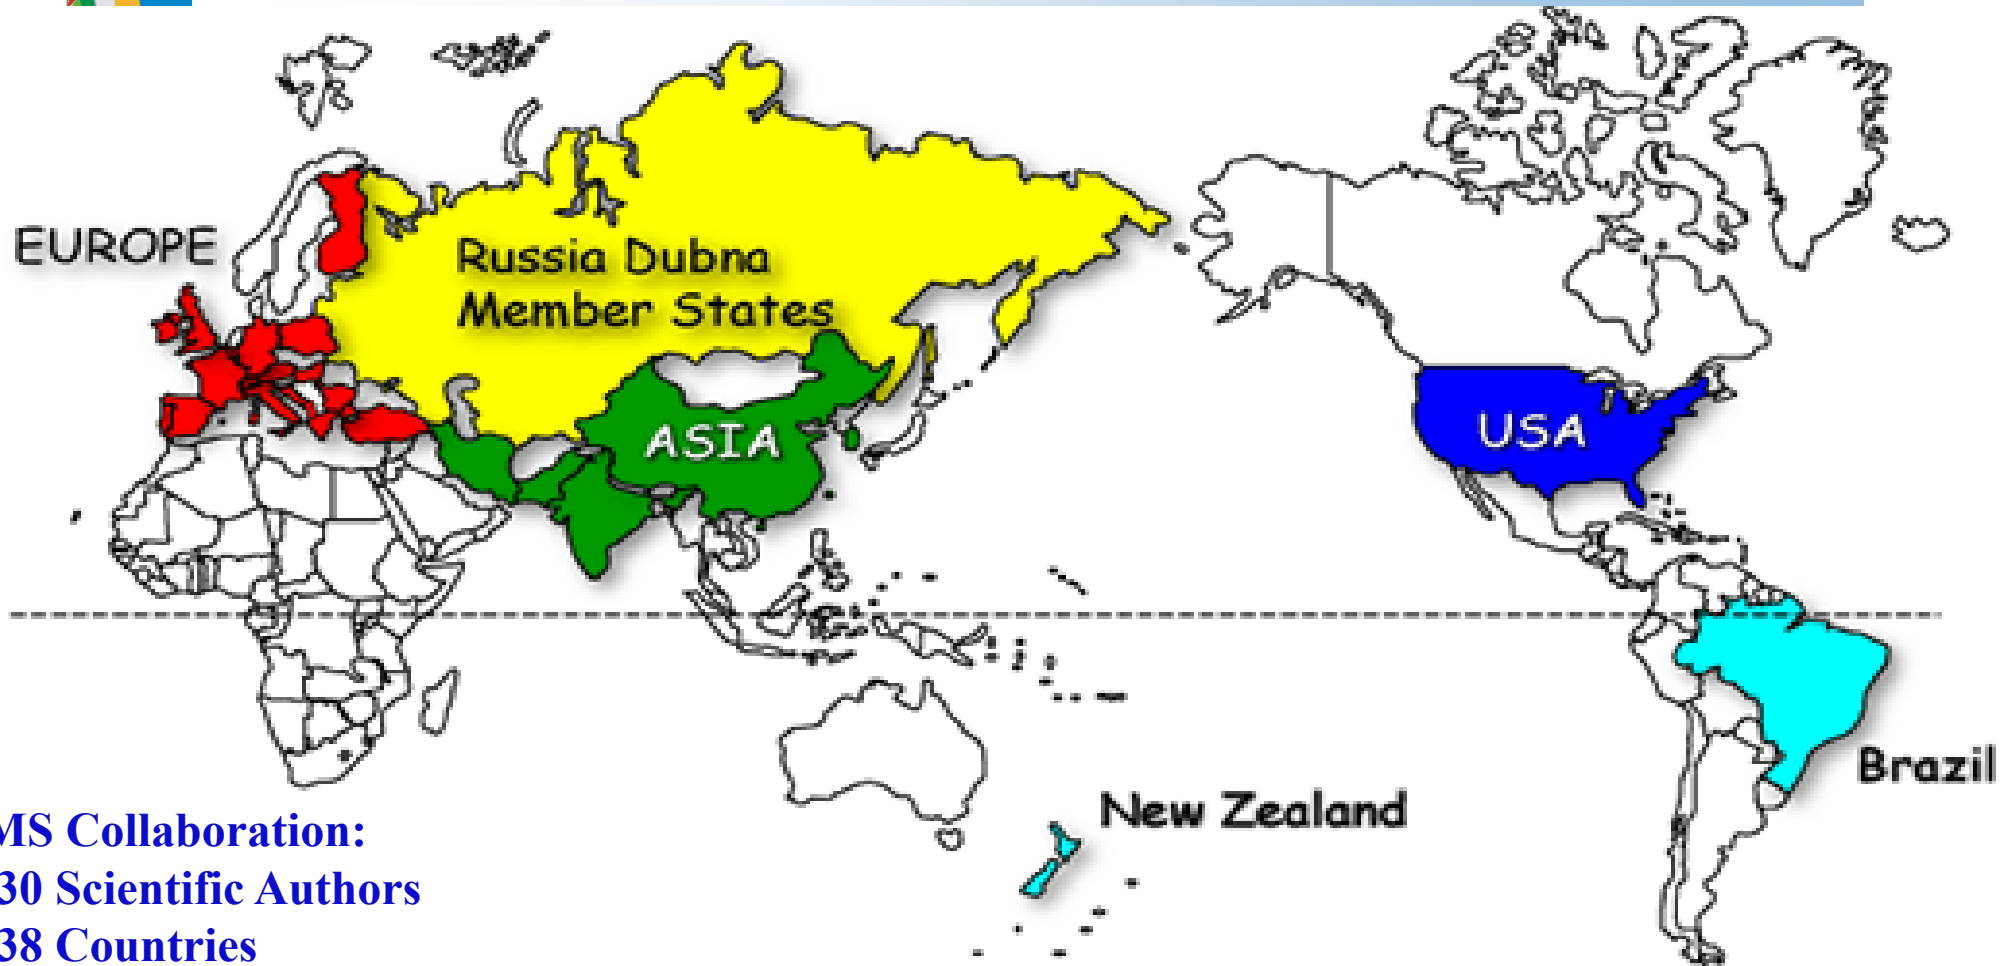 EUROPE
Russia Dubna
Member States
ASIA
USA
Brazil
New Zealand
MS Collaboration:
30 Scientific Authors
38 Countries